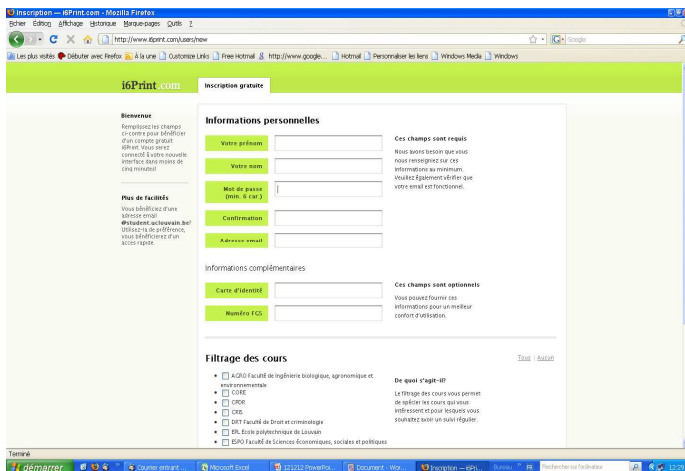 Inscription — i6Print.com - Mozilla Firefox
Fichier Édition Affichage Historique Marque-pages Outils ?
http://www.i6print.com/users/new
Google
Les plus visités Débuter avec Firefox À la une Customize Links Free Hotmail http://www.google.... Hotmail Personnaliser les liens Windows Media Windows
i6Print.com
Inscription gratuite
Bienvenue
Remplissez les champs
ci-contre pour bénéficier
d'un compte gratuit
i6Print. Vous serez
connecté à votre nouvelle
interface dans moins de
cinq minutes!
Plus de facilités
Vous bénéficiez d'une
adresse email
@student.uclouvain.be?
Utilisez-la de préférence,
vous bénéficierez d'un
acces rapide.
Informations personnelles
Votre prénom
Votre nom
Mot de passe
(min. 6 car.)
Confirmation
Adresse email
Ces champs sont requis
Nous avons besoin que vous
nous renseigniez sur ces
informations au minimum.
Veuillez également vérifier que
votre email est fonctionnel.
Informations complémentaires
Carte d'identité
Numéro FGS
Ces champs sont optionnels
Vous pouvez fournir ces
informations pour un meilleur
confort d'utilisation.
Filtrage des cours
Tous | Aucun
AGRO Faculté de Ingénierie biologique, agronomique et
environnementale
CORE
CPDR
CRIS
DRT Faculté de Droit et criminologie
EPL École polytechnique de Louvain
ESPO Faculté de Sciences économiques, sociales et politiques
De quoi s'agit-il?
Le filtrage des cours vous permet
de spécifier les cours qui vous
intéressent et pour lesquels vous
souhaitez avoir un suivi régulier.
Terminé
démarrer Courrier entrant ... Microsoft Excel 121212 PowerPoi... Document - Wor... Inscription — i6Pri... Bureau » FR Rechercher sur l'ordinateur 12:29